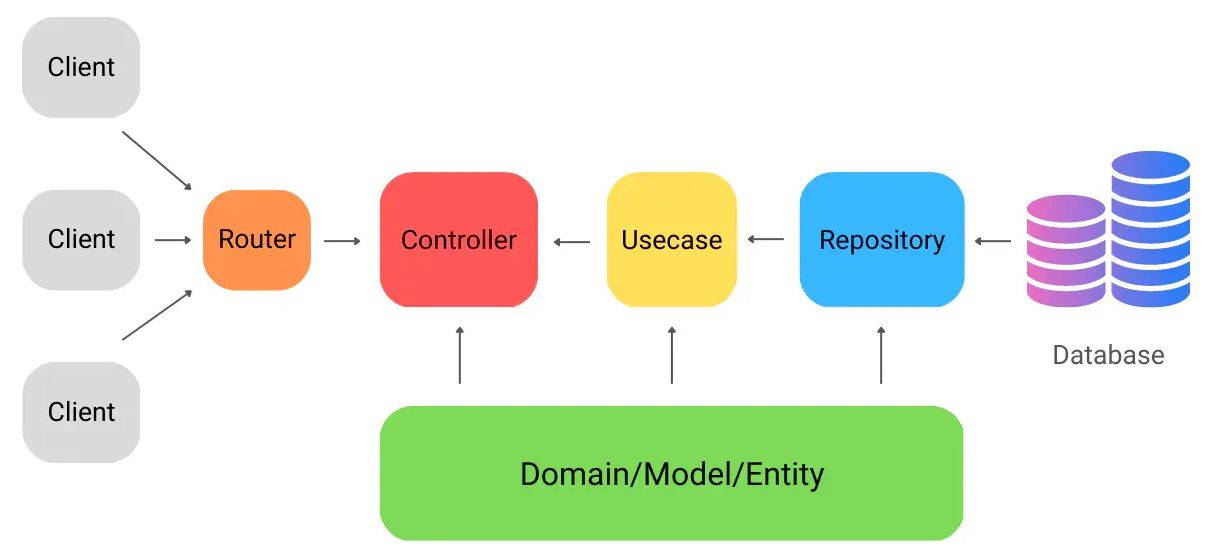 Client
Client
Router
Controller
Usecase
Repository
Database
Client
Domain/Model/Entity